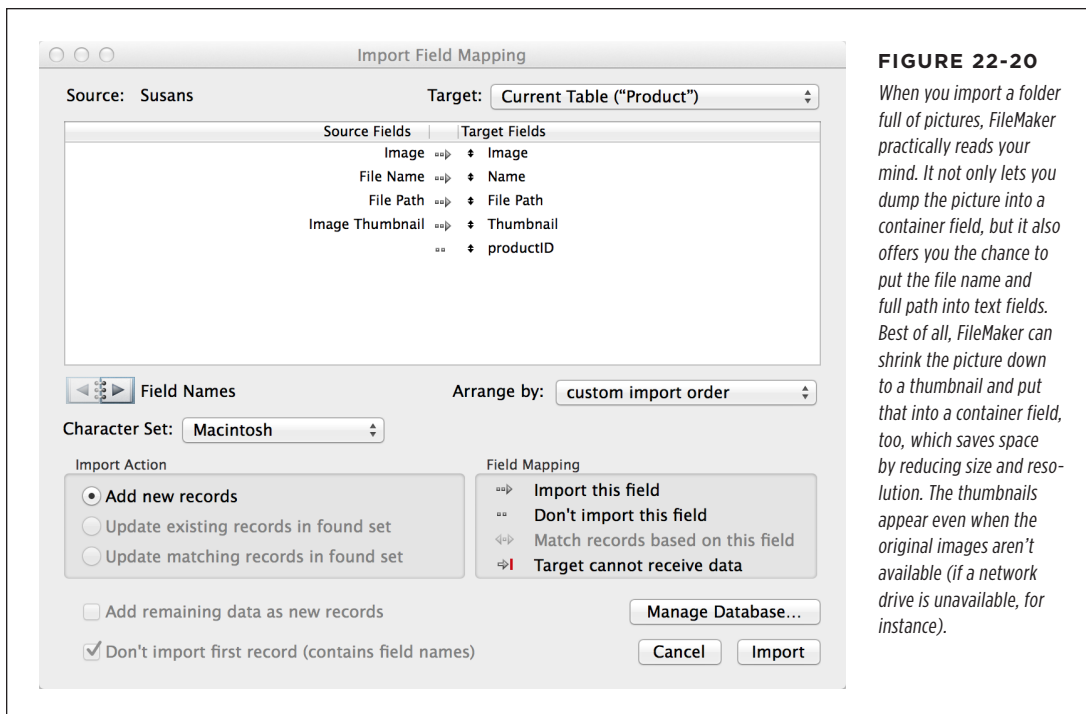 Import Field Mapping
Source: Susans
Target: Current Table ("Product")
Source Fields Target Fields
Image Image
File Name Name
File Path File Path
Image Thumbnail Thumbnail
productID
Field Names
Arrange by: custom import order
Character Set: Macintosh
Import Action
Add new records
Update existing records in found set
Update matching records in found set
Field Mapping
Import this field
Don't import this field
Match records based on this field
Target cannot receive data
Add remaining data as new records
Manage Database...
Don't import first record (contains field names)
Cancel
Import
FIGURE 22-20
When you import a folder
full of pictures, FileMaker
practically reads your
mind. It not only lets you
dump the picture into a
container field, but it also
offers you the chance to
put the file name and
full path into text fields.
Best of all, FileMaker can
shrink the picture down
to a thumbnail and put
that into a container field,
too, which saves space
by reducing size and reso-
lution. The thumbnails
appear even when the
original images aren't
available (if a network
drive is unavailable, for
instance).